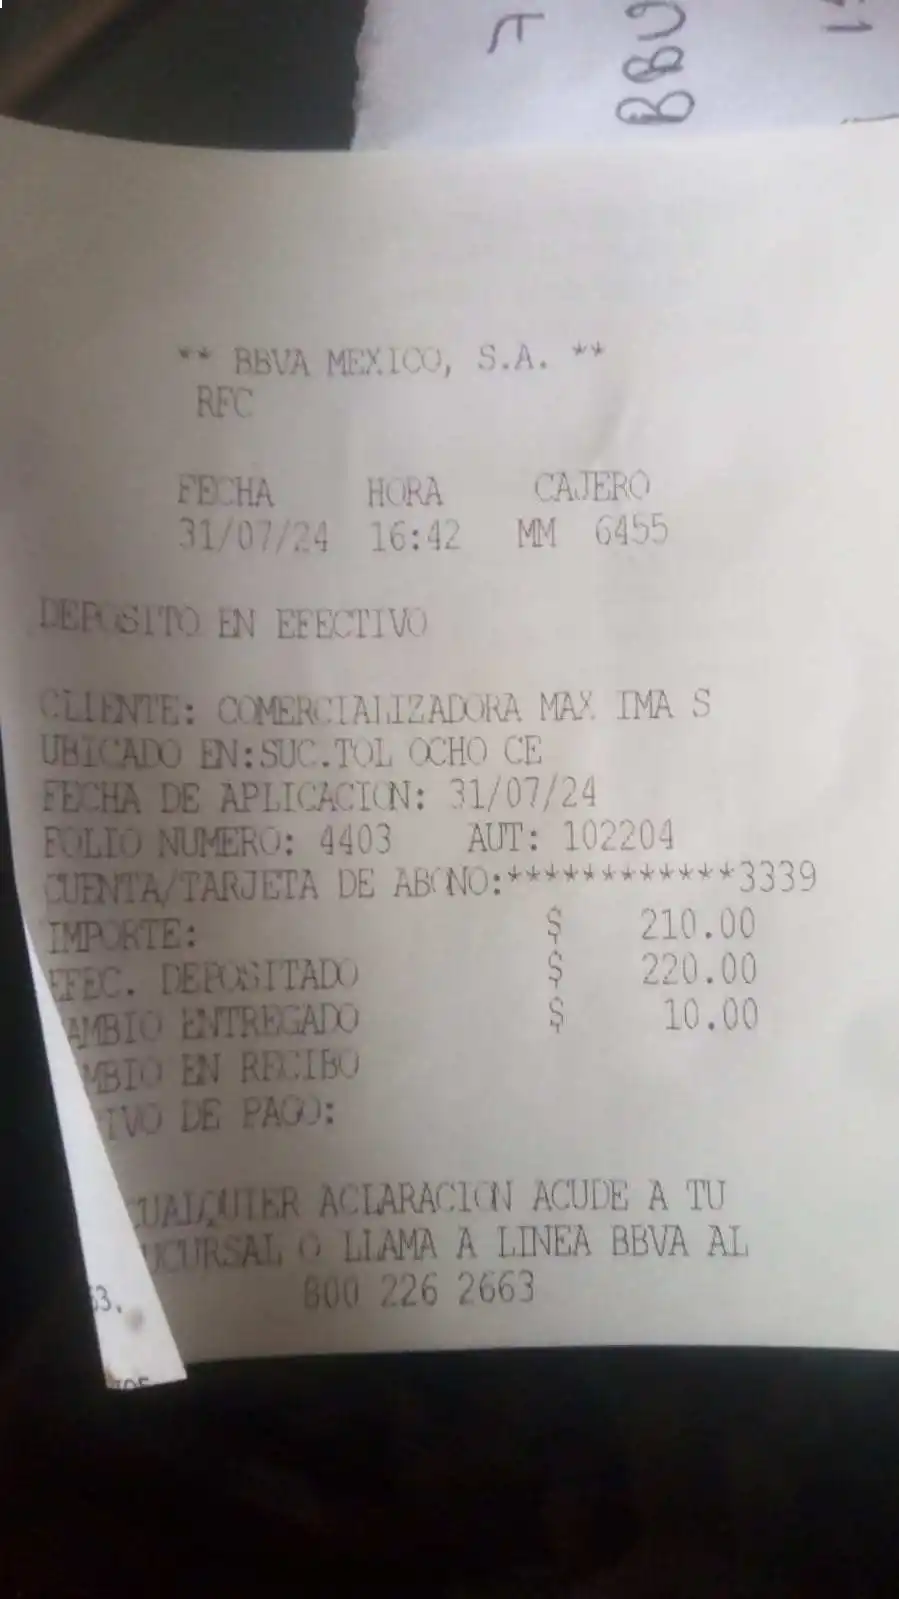 BBV
** BBVA MEXICO, S.A. **
RFC
FECHA HORA CAJERO
31/07/24 16:42 MM 6455
DEPOSITO EN EFECTIVO
CLIENTE: COMERCIALIZADORA MAX IMA S
UBICADO EN:SUC.TOL OCHO CE
FECHA DE APLICACION: 31/07/24
FOLIO NUMERO: 4403 AUT: 102204
CUENTA/TARJETA DE ABONO:************3339
IMPORTE: $ 210.00
EFEC. DEPOSITADO $ 220.00
AMBIO ENTREGADO $ 10.00
MBIO EN RECIBO
TIVO DE PAGO:
CUALQUIER ACLARACION ACUDE A TU
UCURSAL O LLAMA A LINEA BBVA AL
800 226 2663
63.